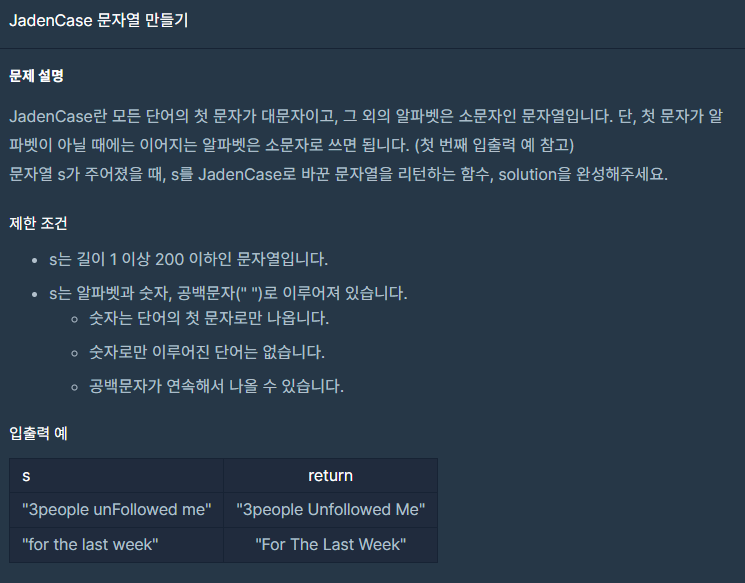 JadenCase 문자열 만들기
문제 설명
JadenCase란 모든 단어의 첫 문자가 대문자이고, 그 외의 알파벳은 소문자인 문자열입니다. 단, 첫 문자가 알
파벳이 아닐 때에는 이어지는 알파벳은 소문자로 쓰면 됩니다. (첫 번째 입출력 예 참고)
문자열 s가 주어졌을 때, s를 JadenCase로 바꾼 문자열을 리턴하는 함수, solution을 완성해주세요.
제한 조건
• s는 길이 1 이상 200 이하인 문자열입니다.
• s는 알파벳과 숫자, 공백문자(" ")로 이루어져 있습니다.
◦ 숫자는 단어의 첫 문자로만 나옵니다.
◦ 숫자로만 이루어진 단어는 없습니다.
◦ 공백문자가 연속해서 나올 수 있습니다.
입출력 예
s return
"3people unFollowed me" "3people Unfollowed Me"
"for the last week" "For The Last Week"